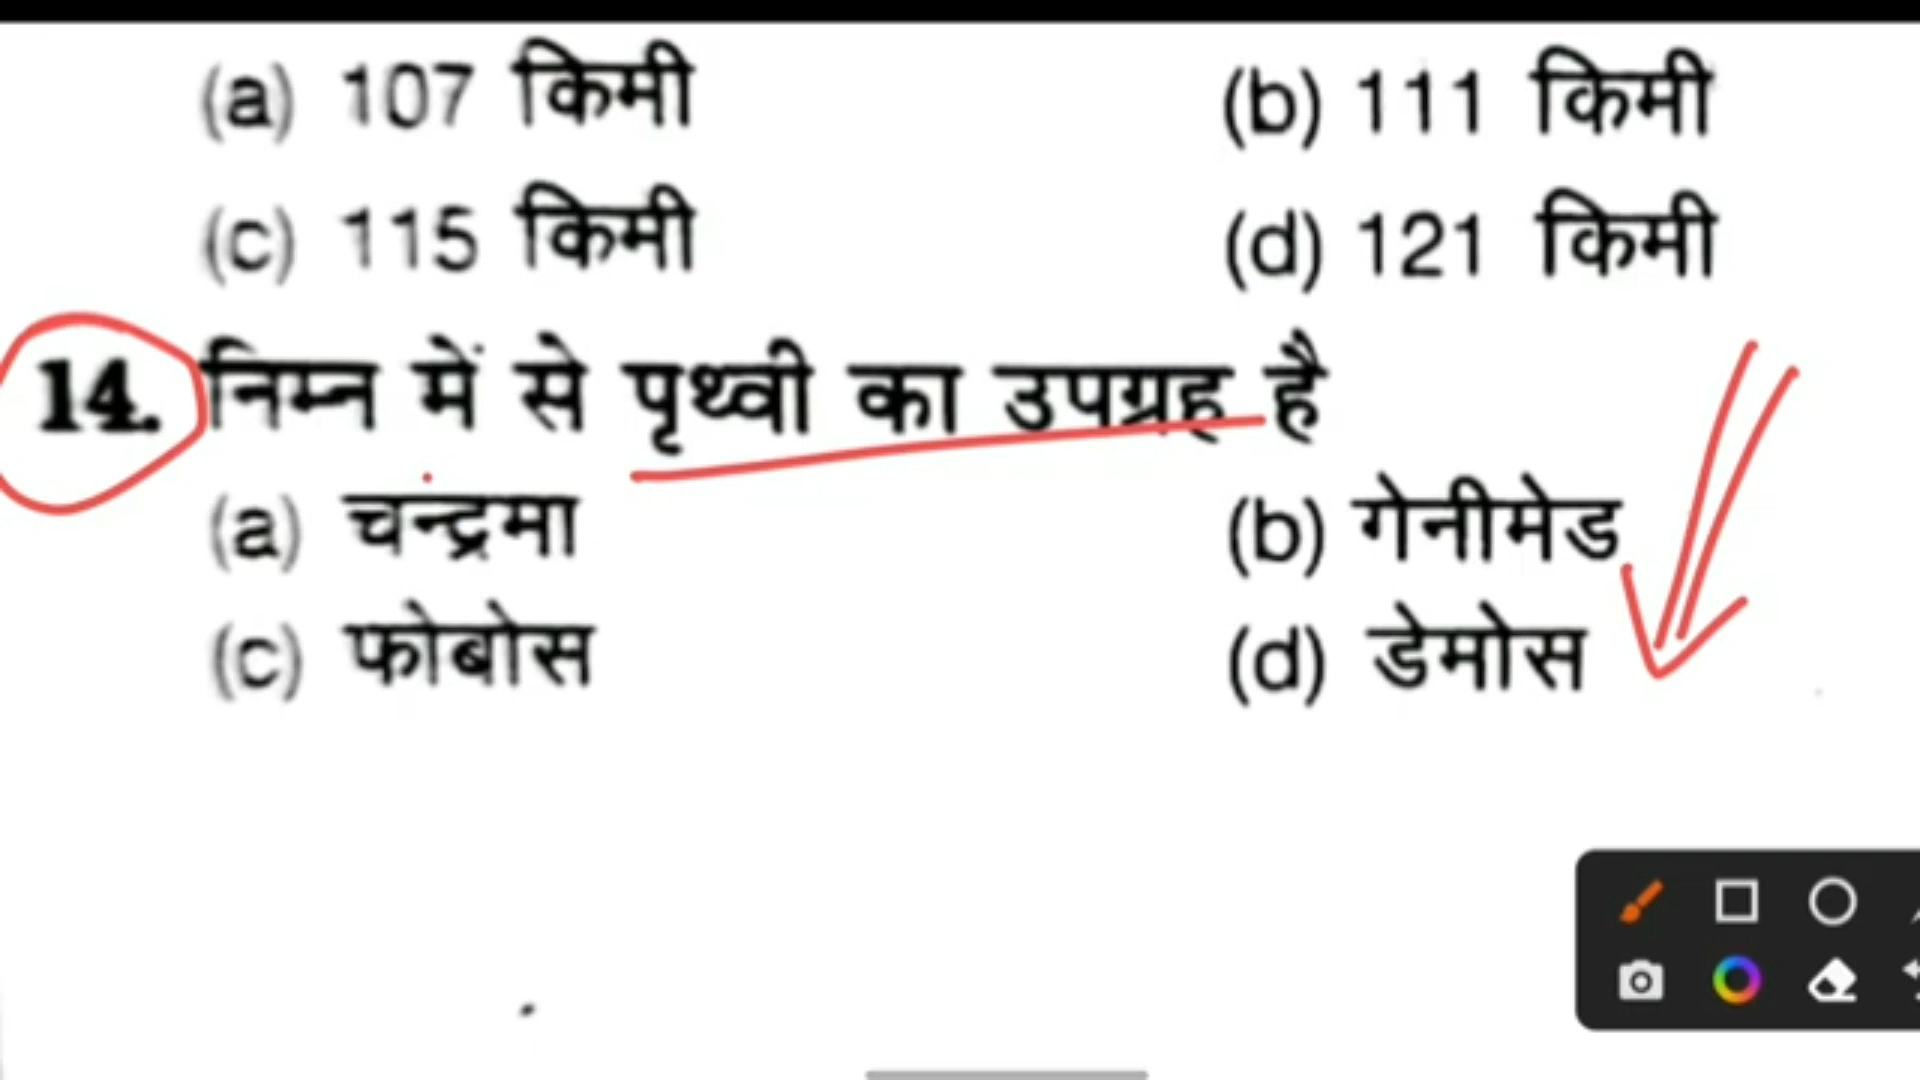 (a) 107 किमी (b) 111 किमी
(c) 115 किमी (d) 121 किमी
14. निम्न में से पृथ्वी का उपग्रह है
(a) चन्द्रमा (b) गेनीमेड
(c) फोबोस (d) डेमोस